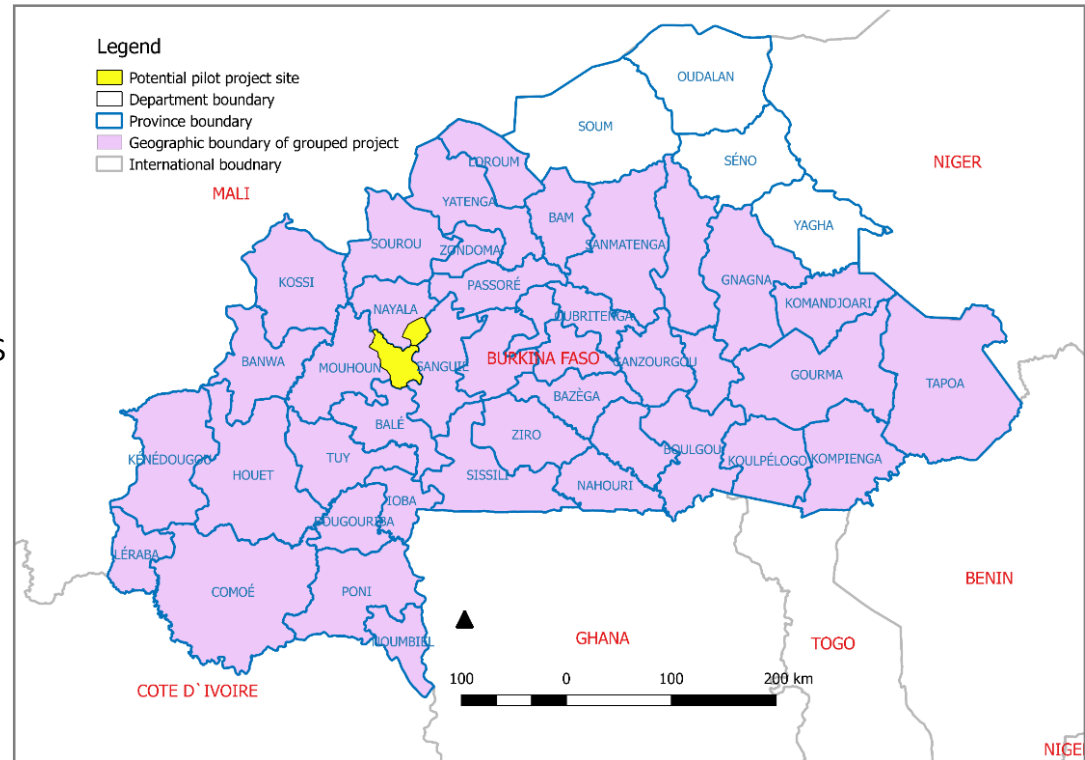 Legend
Potential pilot project site
Department boundary
Province boundary
Geographic boundary of grouped project
International boudnary
OUDALAN
SOUM
SÉNO
NIGER
MALI
LOROUM
YATENGA
BAM
YAGHA
SOUROU
ZONDOMA
SANMATENGA
KOSSI
PASSORÉ
GNAGNA
NAYALA
KOMANDJOARI
OUBRITENGA
BANWA
MOUHOUN
SANGUIÉ
BURKINA FASO
GANZOURGOU
GOURMA
TAPOA
BAZÈGA
BALÉ
ZIRO
KÉNÉDOUGOU
TUY
BOULGOU
KOULPÉLOGO
KOMPIENGA
HOUET
SISSILI
NAHOURI
IOBA
BOUGOURIBA
LÉRABA
COMOÉ
PONI
BENIN
NOUMBIEL
GHANA
TOGO
100 0 100 200 km
COTE D`IVOIRE
NIGE